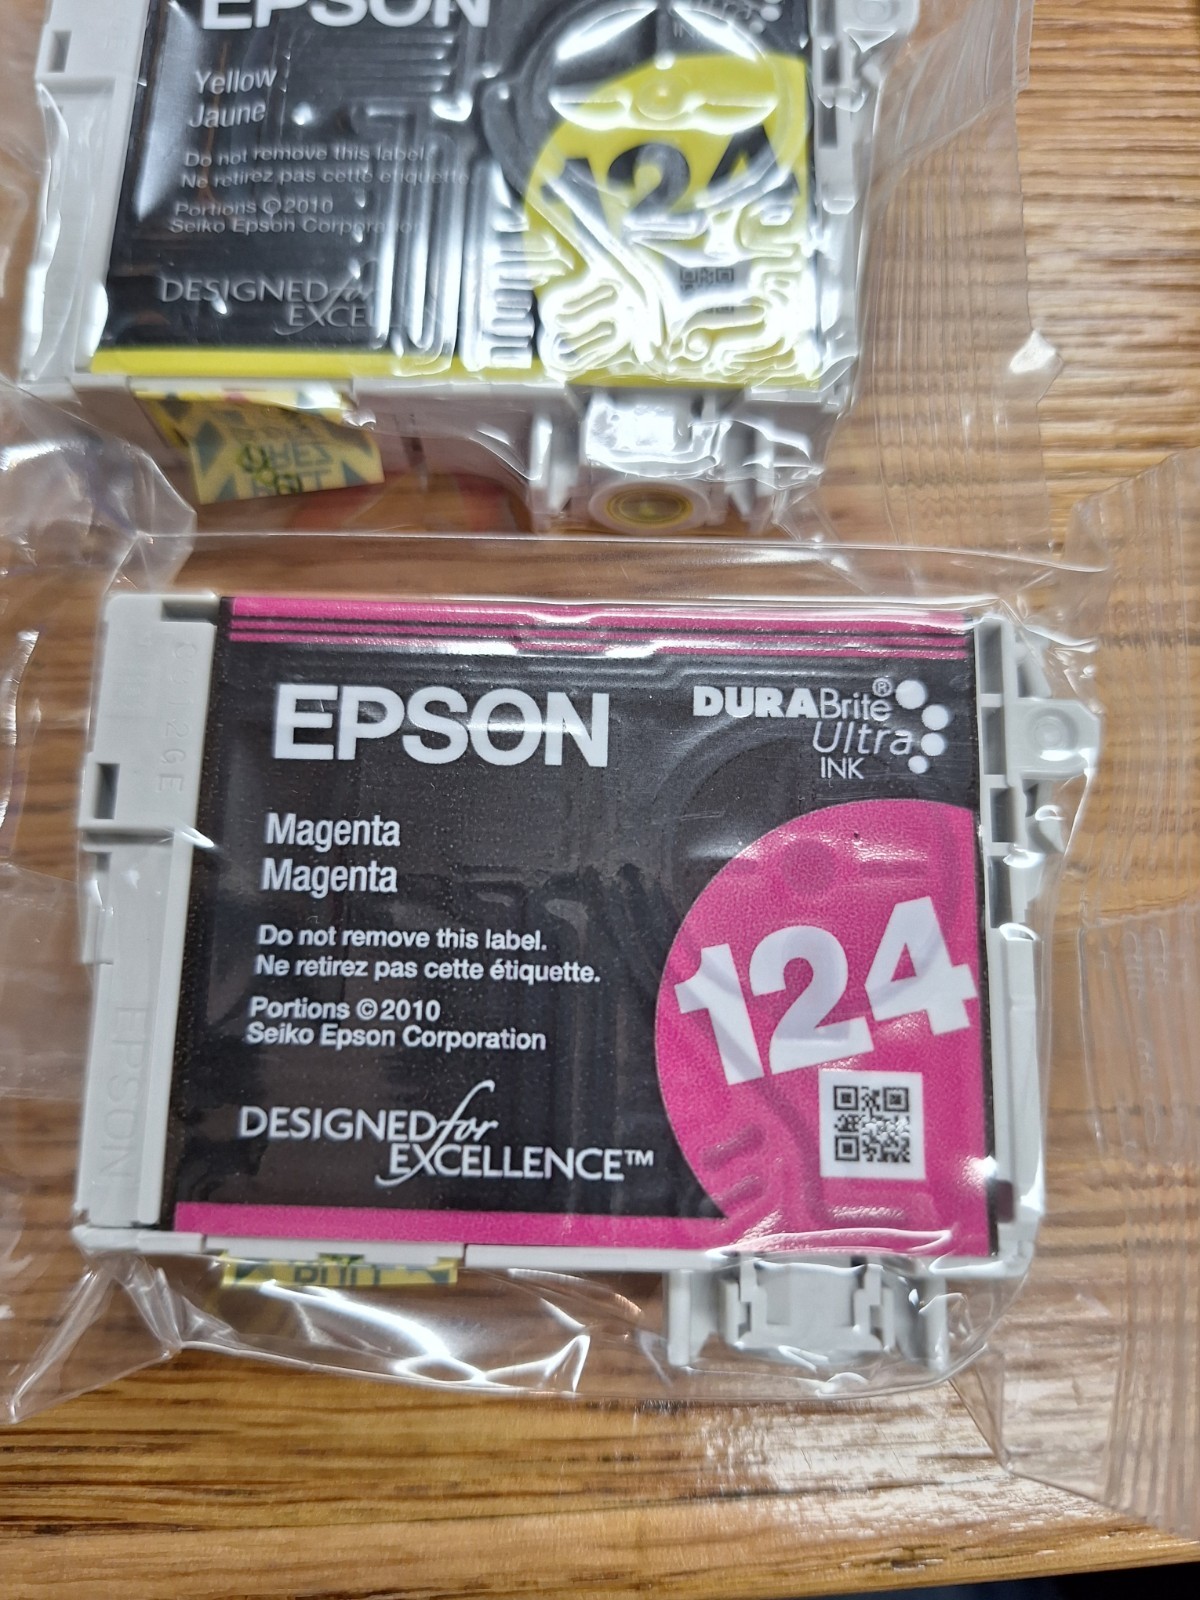 EPSON
Yellow
Jaune
Do not remove this label.
Ne retirez pas cette étiquette.
Portions © 2010
Seiko Epson Corporation
124
DESIGNED for
EXCE
EPSON
DURABrite®
Ultra
INK
Magenta
Magenta
Do not remove this label.
Ne retirez pas cette étiquette.
Portions © 2010
Seiko Epson Corporation
124
DESIGNED for
EXCELLENCE™
EPSON